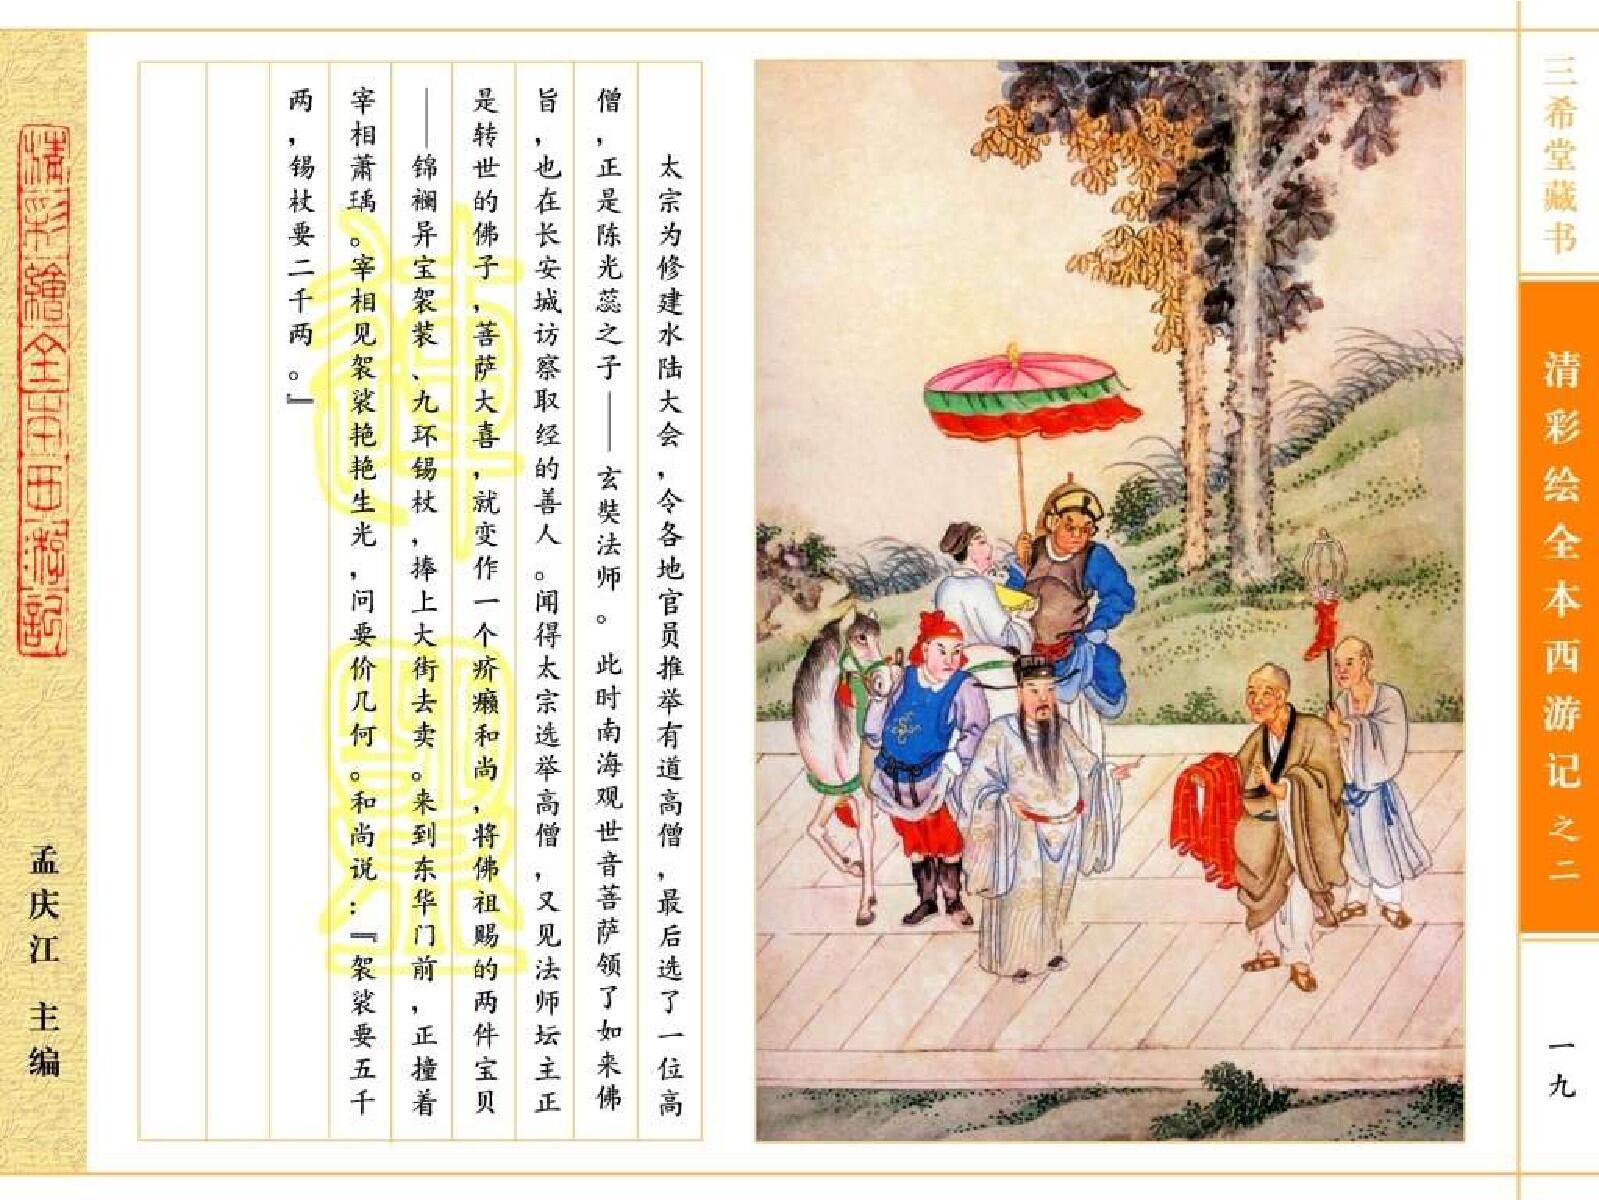 三希堂藏书
清彩绘全本西游记之二
一九
太宗为修建水陆大会，令各地官员推举有道高僧，最后选了一位高
僧，正是陈光蕊之子——玄奘法师。此时南海观世音菩萨领了如来佛
旨，也在长安城访察取经的善人。闻得太宗选举高僧，又见法师坛主正
是转世的佛子，菩萨大喜，就变作一个疥癞和尚，将佛祖赐的两件宝贝
——锦襕异宝袈装、九环锡杖，捧上大街去卖。来到东华门前，正撞着
宰相萧瑀。宰相见袈裟艳艳生光，问要价几何。和尚说：『袈裟要五千
两，锡杖要二千两。』
清彩繪全本西游記
孟庆江 主编